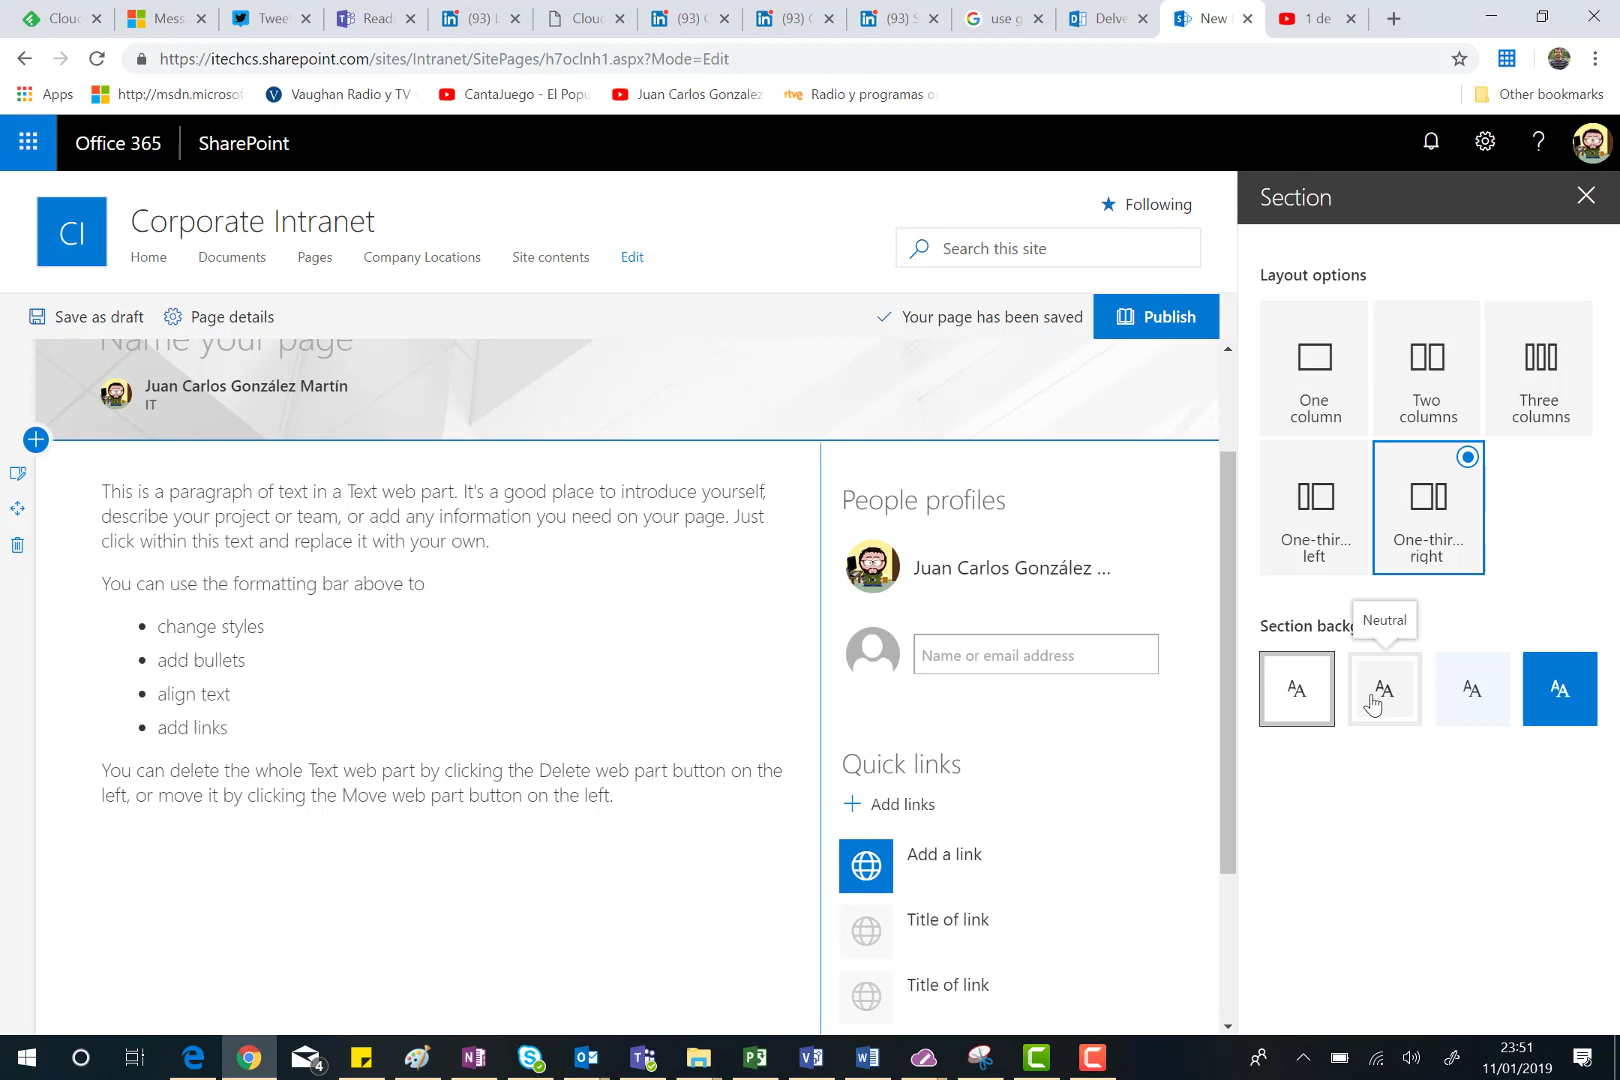 Clouc
Mess
Twee
Readi
(93) L
Clouc
(93) C
(93) C
(93) S
use g
Delve
New
1 de
https://itechcs.sharepoint.com/sites/Intranet/SitePages/h7oclnh1.aspx?Mode=Edit
Apps
http://msdn.microsof
Vaughan Radio y TV
CantaJuego - El Popu
Juan Carlos Gonzalez
rtve Radio y programas
Other bookmarks
Office 365
SharePoint
?
CI
Corporate Intranet
Following
Home
Documents
Pages
Company Locations
Site contents
Edit
Search this site
Save as draft
Page details
Your page has been saved
Publish
Name your page
Juan Carlos González Martín
IT
This is a paragraph of text in a Text web part. It's a good place to introduce yourself,
describe your project or team, or add any information you need on your page. Just
click within this text and replace it with your own.
You can use the formatting bar above to
• change styles
• add bullets
• align text
• add links
You can delete the whole Text web part by clicking the Delete web part button on the
left, or move it by clicking the Move web part button on the left.
People profiles
Juan Carlos González ...
Name or email address
Quick links
Add links
Add a link
Title of link
Title of link
Section
Layout options
One
column
Two
columns
Three
columns
One-thir...
left
One-thir...
right
Section backg
Neutral
AA
AA
AA
AA
4
23:51
11/01/2019